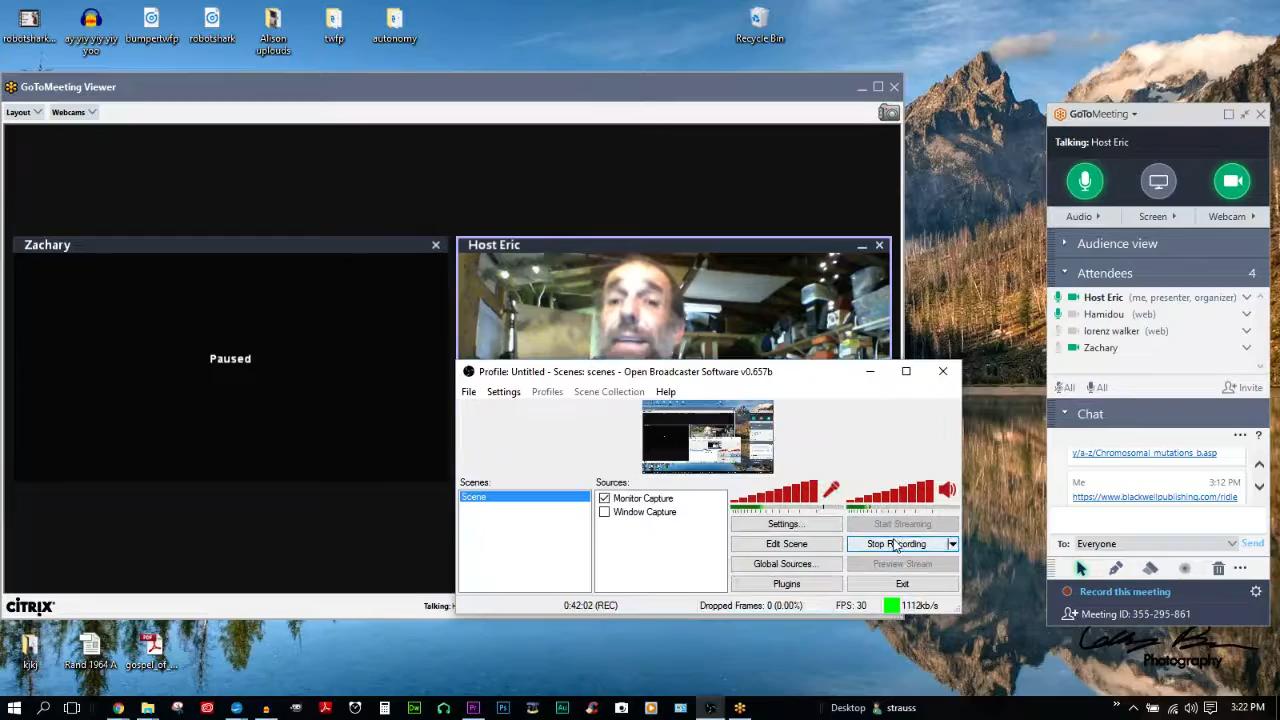 robotshark...
ay.yiy.yiy.yiy
yoo
bumpertwfp
robotshark
Alison
uplouds
twfp
autonomy
Recycle Bin
GoToMeeting Viewer
Layout
Webcams
Zachary
Paused
Host Eric
CITRIX
Talking: H
Profile: Untitled - Scenes: scenes - Open Broadcaster Software v0.657b
File Settings Profiles Scene Collection Help
Scenes:
Scene
Sources:
Monitor Capture
Window Capture
Settings...
Start Streaming
Edit Scene
Stop Recording
Global Sources...
Preview Stream
Plugins
Exit
0:42:02 (REC)
Dropped Frames: 0 (0.00%)
FPS: 30
1112kb/s
GoToMeeting
Talking: Host Eric
Audio
Screen
Webcam
Audience view
Attendees 4
Host Eric (me, presenter, organizer)
Hamidou (web)
lorenz walker (web)
Zachary
All
All
Invite
Chat
?
y/a-z/Chromosomal_mutations_b.asp
Me 3:12 PM
https://www.blackwellpublishing.com/ridle
To: Everyone
Send
Record this meeting
Meeting ID: 355-295-861
Photography
kjkj
Rand 1964 A
gospel_of_...
Desktop
strauss
3:22 PM